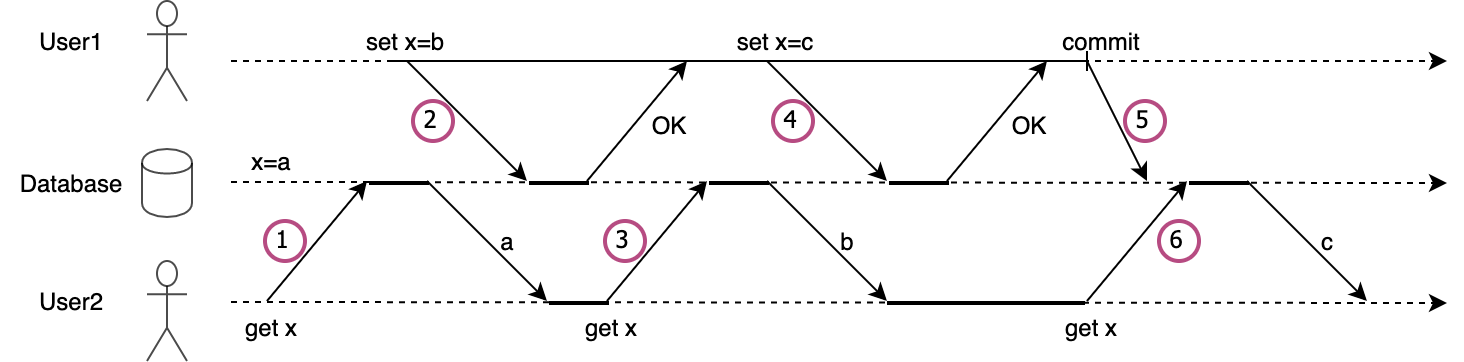 User1
set x=b
set x=c
commit
2
OK
4
OK
5
Database
x=a
1
a
3
b
6
c
User2
get x
get x
get x